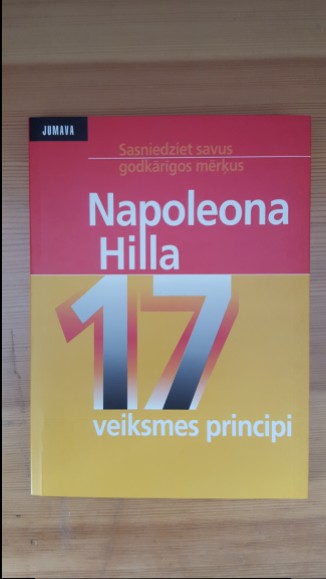 JUMAVA
Sasniedziet savus
godkārīgos mērķus
Napoleona
Hilla
17
veiksmes principi